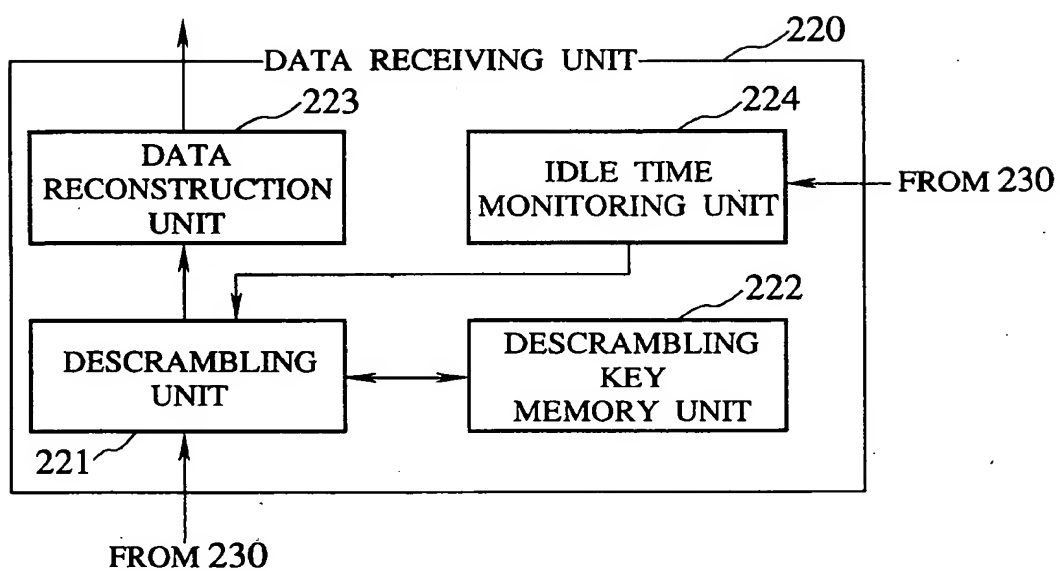 220
DATA RECEIVING UNIT
223
224
DATA
RECONSTRUCTION
UNIT
IDLE TIME
MONITORING UNIT
FROM 230
222
DESCRAMBLING
UNIT
DESCRAMBLING
KEY
MEMORY UNIT
221
FROM 230